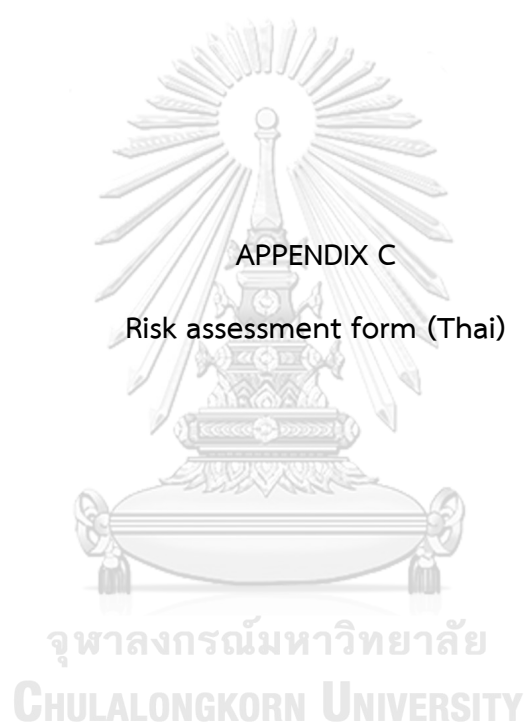 APPENDIX C
Risk assessment form (Thai)
จุฬาลงกรณ์มหาวิทยาลัย
CHULALONGKORN UNIVERSITY